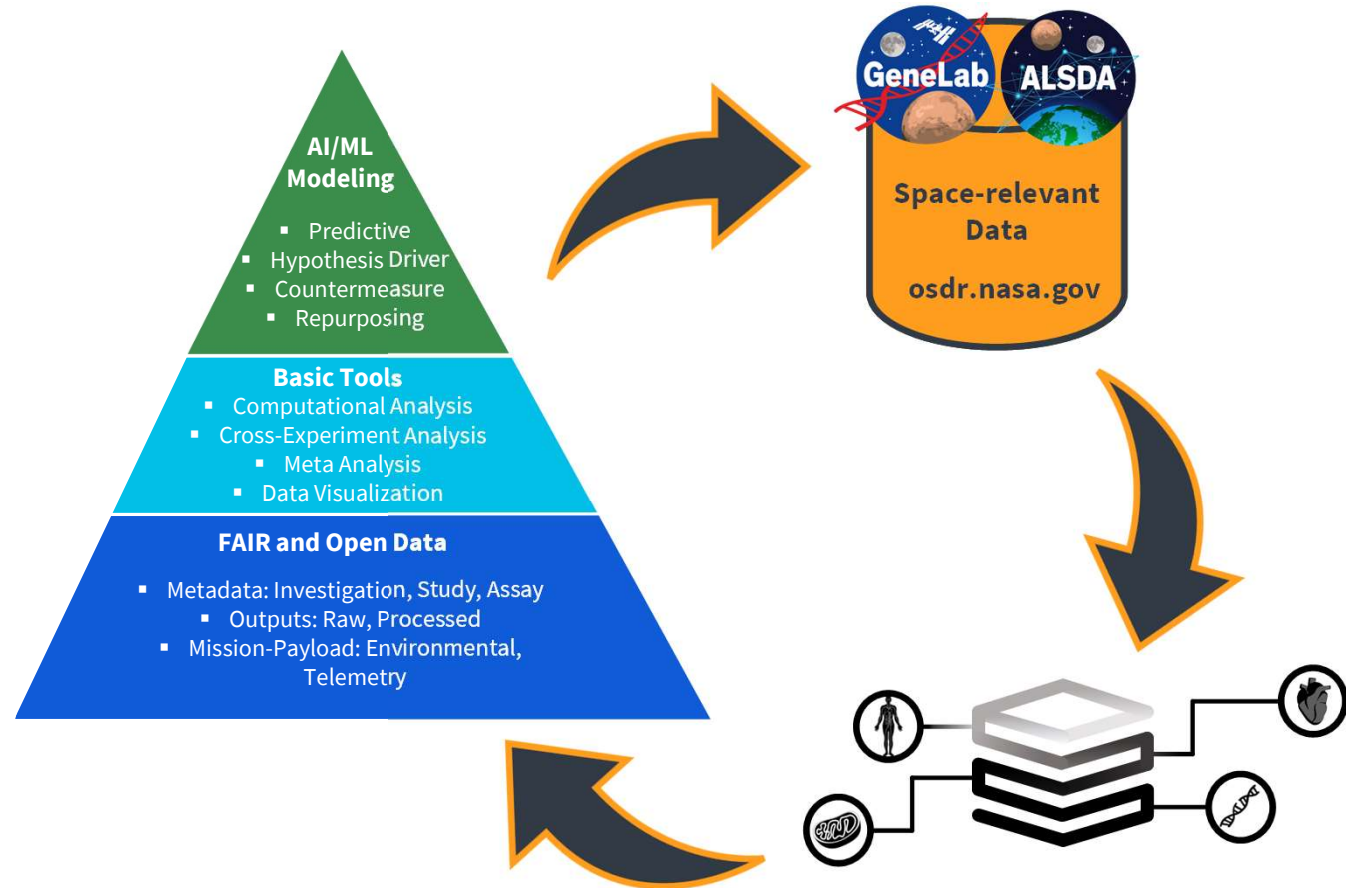 AI/ML
Modeling
▪ Predictive
▪ Hypothesis Driver
▪ Countermeasure
▪ Repurposing
Basic Tools
▪ Computational Analysis
▪ Cross-Experiment Analysis
▪ Meta Analysis
▪ Data Visualization
FAIR and Open Data
▪ Metadata: Investigation, Study, Assay
▪ Outputs: Raw, Processed
▪ Mission-Payload: Environmental,
Telemetry
GeneLab
ALSDA
Space-relevant
Data
osdr.nasa.gov